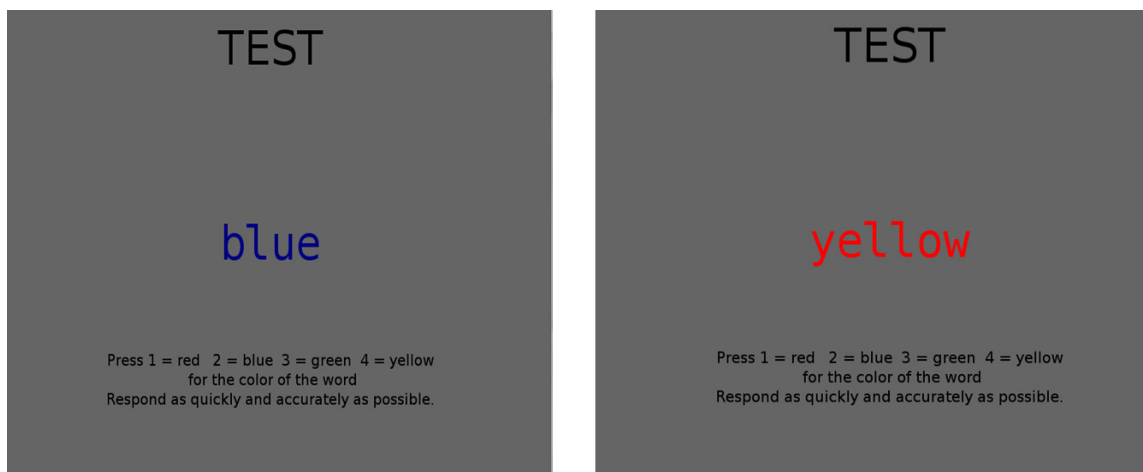 TEST
blue
Press 1 = red 2 = blue 3 = green 4 = yellow
for the color of the word
Respond as quickly and accurately as possible.
TEST
yellow
Press 1 = red 2 = blue 3 = green 4 = yellow
for the color of the word
Respond as quickly and accurately as possible.